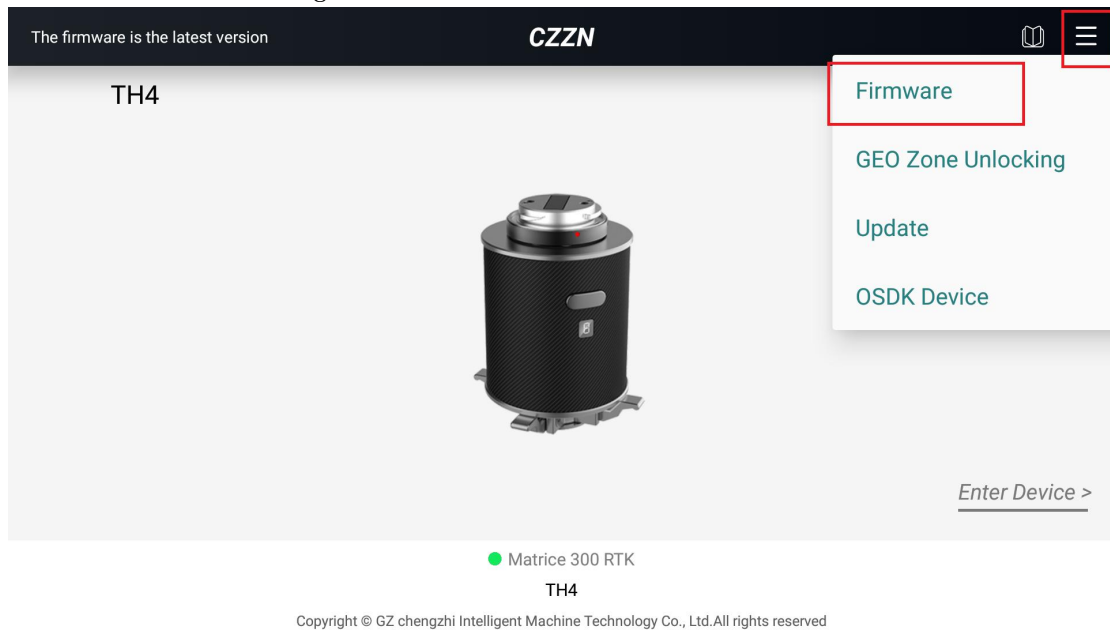 The firmware is the latest version
CZZN
TH4
Firmware
GEO Zone Unlocking
Update
OSDK Device
Enter Device >
Matrice 300 RTK
TH4
Copyright © GZ chengzhi Intelligent Machine Technology Co., Ltd.All rights reserved